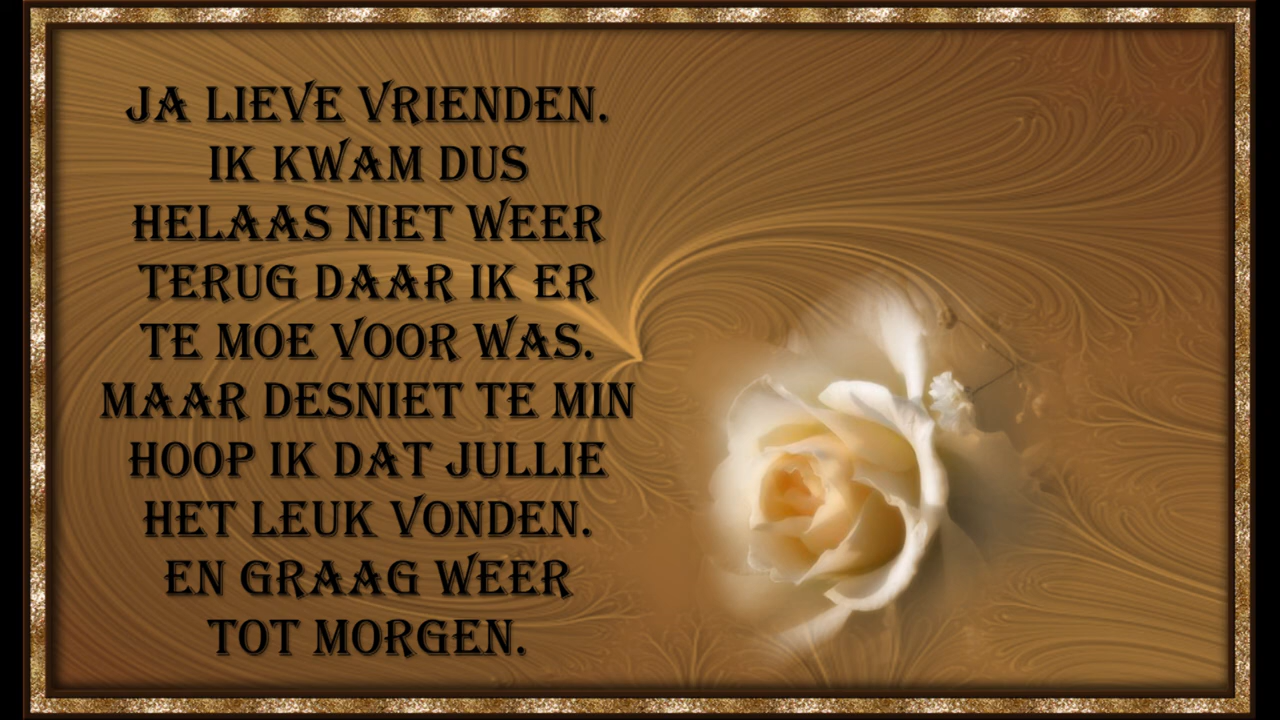 JA LIEVE VRIENDEN.
IK KWAM DUS
HELAAS NIET WEER
TERUG DAAR IK ER
TE MOE VOOR WAS.
MAAR DESNIET TE MIN
HOOP IK DAT JULLIE
HET LEUK VONDEN.
EN GRAAG WEER
TOT MORGEN.